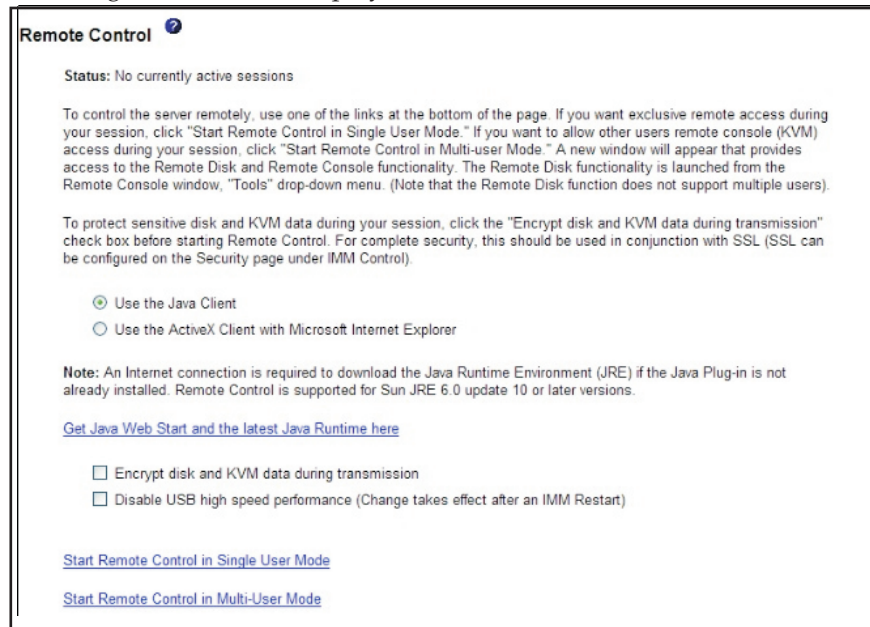 Remote Control ?
Status: No currently active sessions
To control the server remotely, use one of the links at the bottom of the page. If you want exclusive remote access during
your session, click "Start Remote Control in Single User Mode." If you want to allow other users remote console (KVM)
access during your session, click "Start Remote Control in Multi-user Mode." A new window will appear that provides
access to the Remote Disk and Remote Console functionality. The Remote Disk functionality is launched from the
Remote Console window, "Tools" drop-down menu. (Note that the Remote Disk function does not support multiple users).
To protect sensitive disk and KVM data during your session, click the "Encrypt disk and KVM data during transmission"
check box before starting Remote Control. For complete security, this should be used in conjunction with SSL (SSL can
be configured on the Security page under IMM Control).
Use the Java Client
Use the ActiveX Client with Microsoft Internet Explorer
Note: An Internet connection is required to download the Java Runtime Environment (JRE) if the Java Plug-in is not
already installed. Remote Control is supported for Sun JRE 6.0 update 10 or later versions.
Get Java Web Start and the latest Java Runtime here
Encrypt disk and KVM data during transmission
Disable USB high speed performance (Change takes effect after an IMM Restart)
Start Remote Control in Single User Mode
Start Remote Control in Multi-User Mode